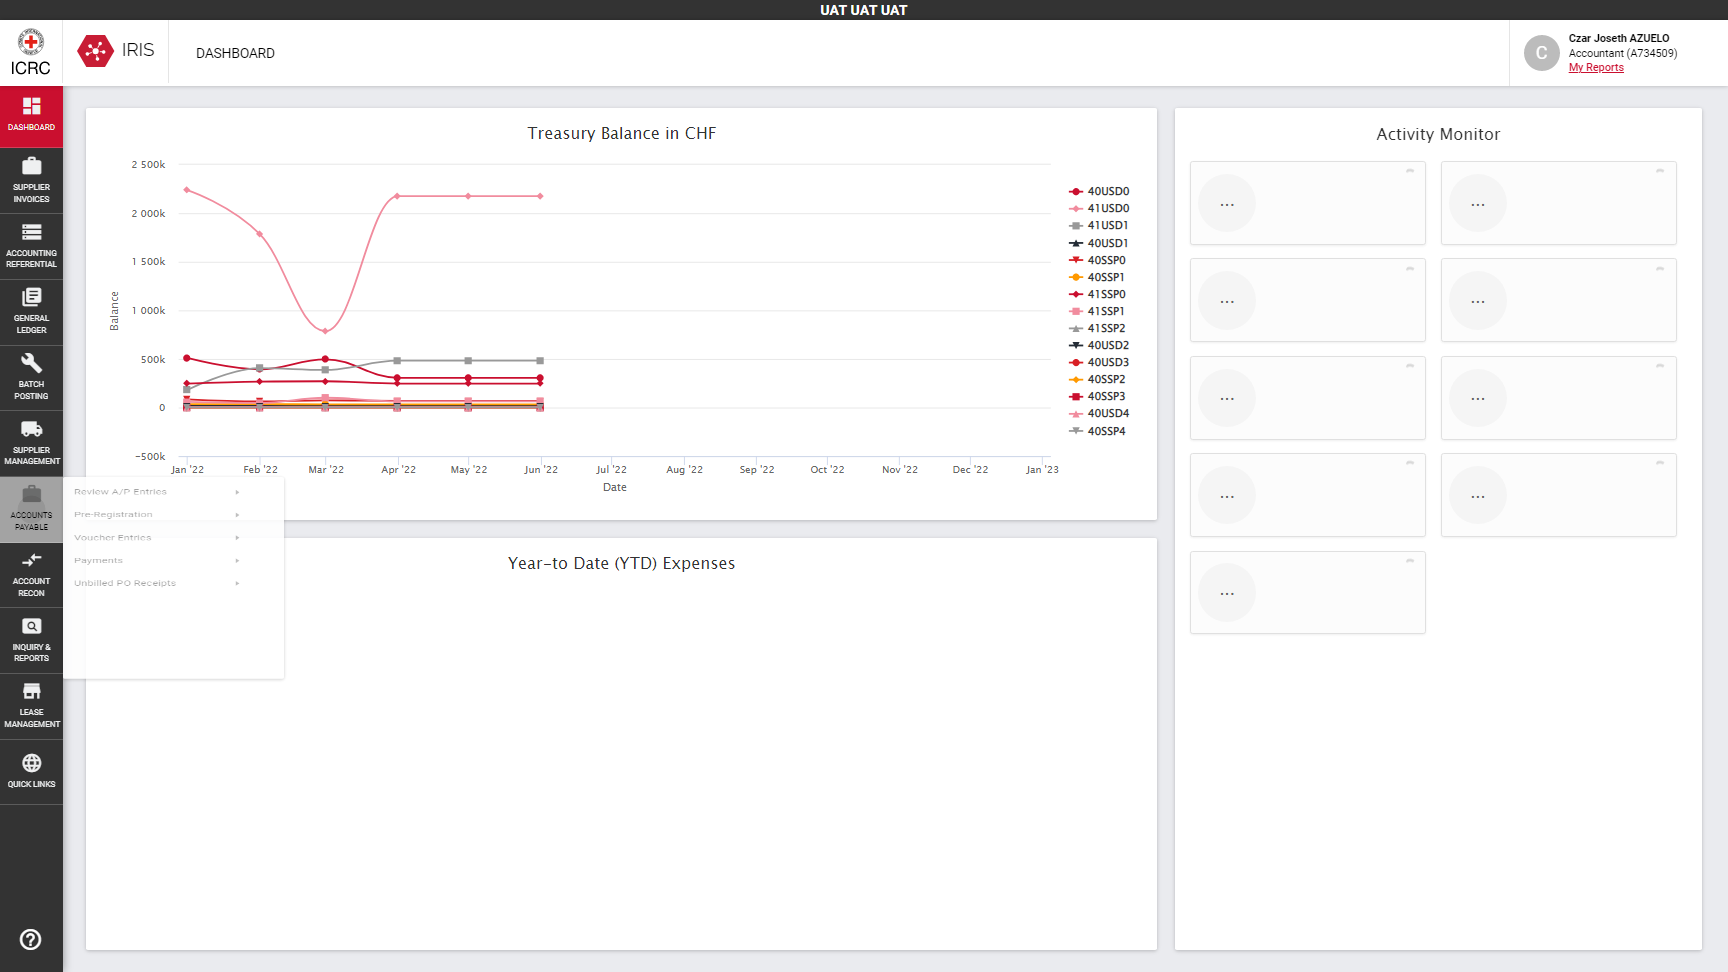 UAT UAT UAT
ICRC
IRIS
DASHBOARD
Czar Joseth AZUELO
Accountant (A734509)
My Reports
DASHBOARD
SUPPLIER
INVOICES
ACCOUNTING
REFERENTIAL
GENERAL
LEDGER
BATCH
POSTING
SUPPLIER
MANAGEMENT
ACCOUNTS
PAYABLE
ACCOUNT
RECON
INQUIRY &
REPORTS
LEASE
MANAGEMENT
QUICK LINKS
Review A/P Entries
Pre-Registration
Voucher Entries
Payments
Unbilled PO Receipts
Treasury Balance in CHF
Balance
2 500k
2 000k
1 500k
1 000k
500k
0
-500k
Jan '22
Feb '22
Mar '22
Apr '22
May '22
Jun '22
Jul '22
Aug '22
Sep '22
Oct '22
Nov '22
Dec '22
Jan '23
Date
40USD0
41USD0
41USD1
40USD1
40SSP0
40SSP1
41SSP0
41SSP1
41SSP2
40USD2
40USD3
40SSP2
40SSP3
40USD4
40SSP4
Year-to Date (YTD) Expenses
Activity Monitor
...
...
...
...
...
...
...
...
...